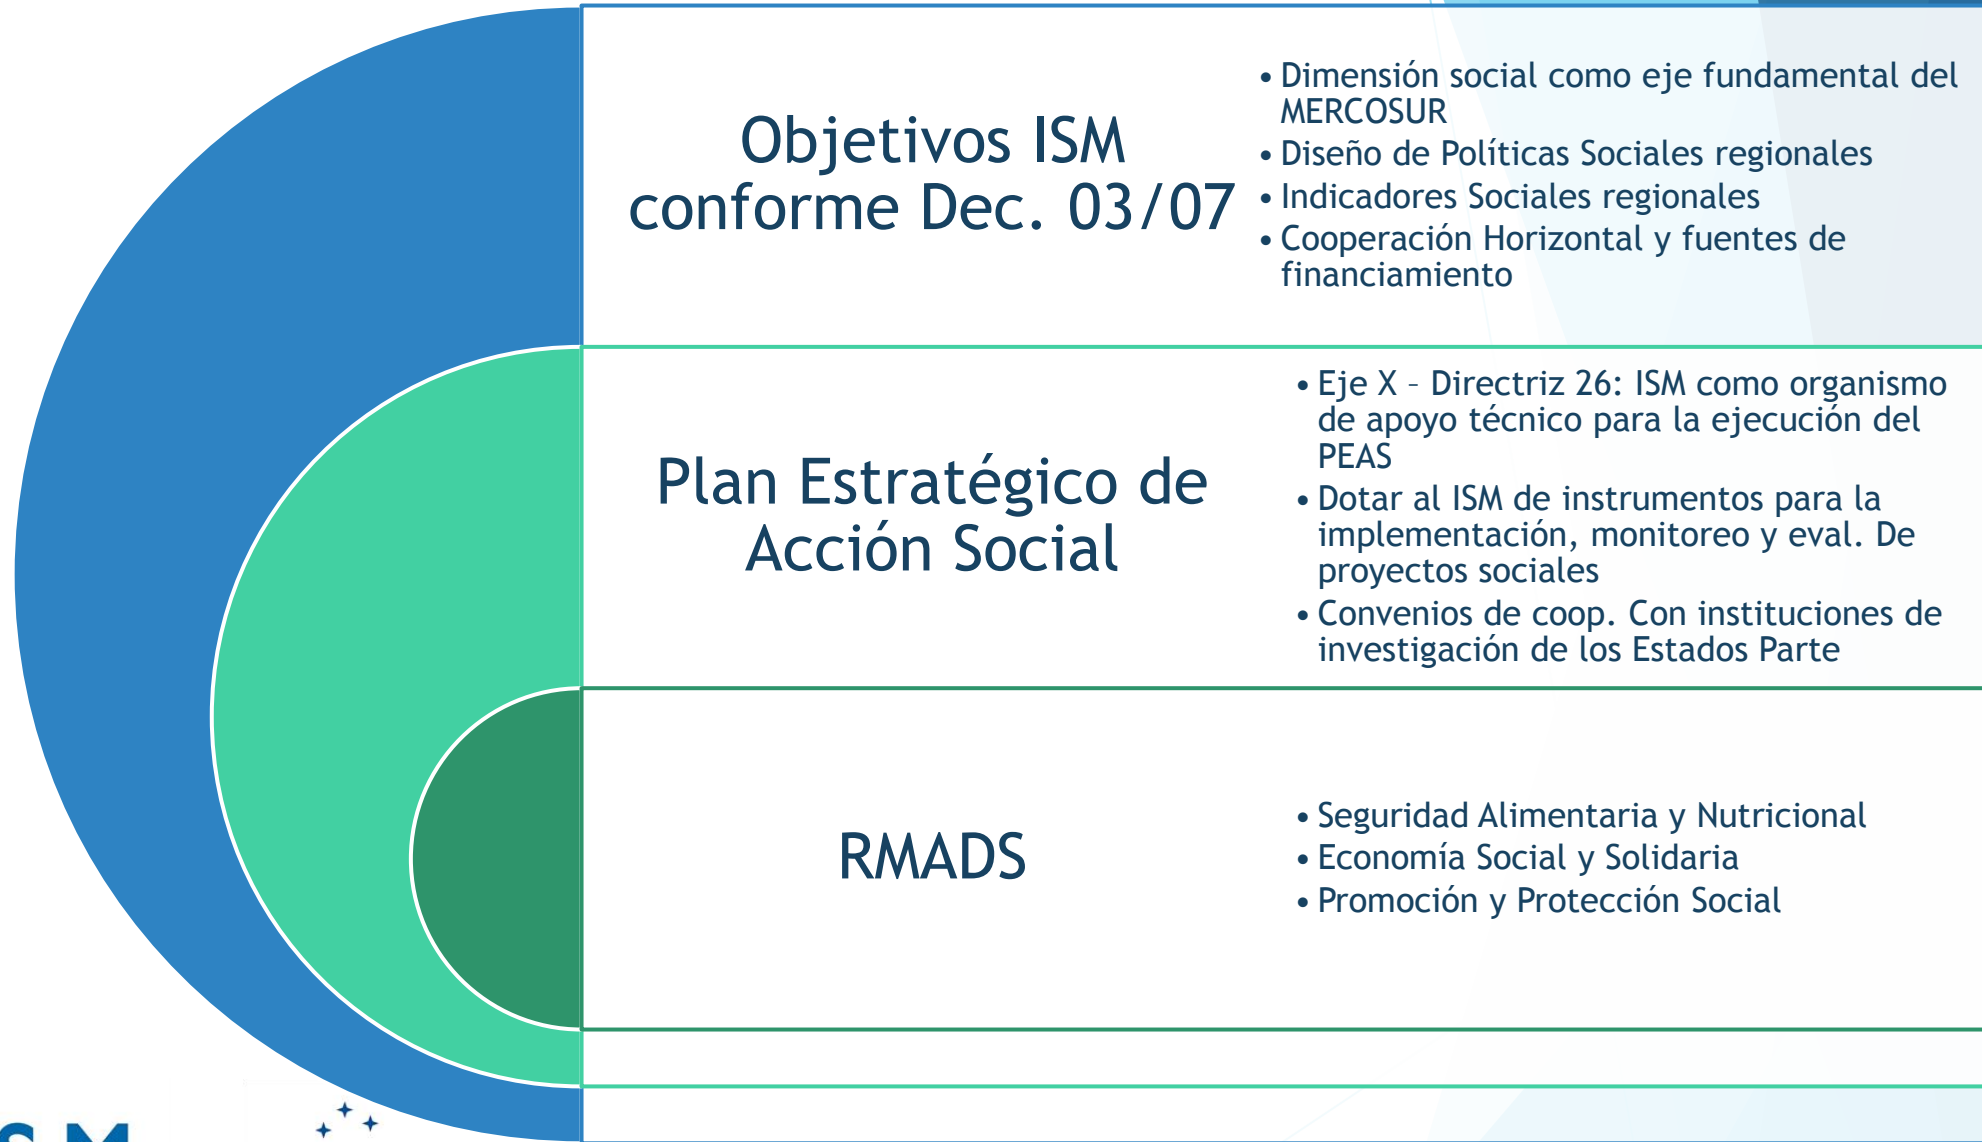 Objetivos ISM
conforme Dec. 03/07
• Dimensión social como eje fundamental del
MERCOSUR
• Diseño de Políticas Sociales regionales
• Indicadores Sociales regionales
• Cooperación Horizontal y fuentes de
financiamiento
Plan Estratégico de
Acción Social
• Eje X – Directriz 26: ISM como organismo
de apoyo técnico para la ejecución del
PEAS
• Dotar al ISM de instrumentos para la
implementación, monitoreo y eval. De
proyectos sociales
• Convenios de coop. Con instituciones de
investigación de los Estados Parte
RMADS
• Seguridad Alimentaria y Nutricional
• Economía Social y Solidaria
• Promoción y Protección Social